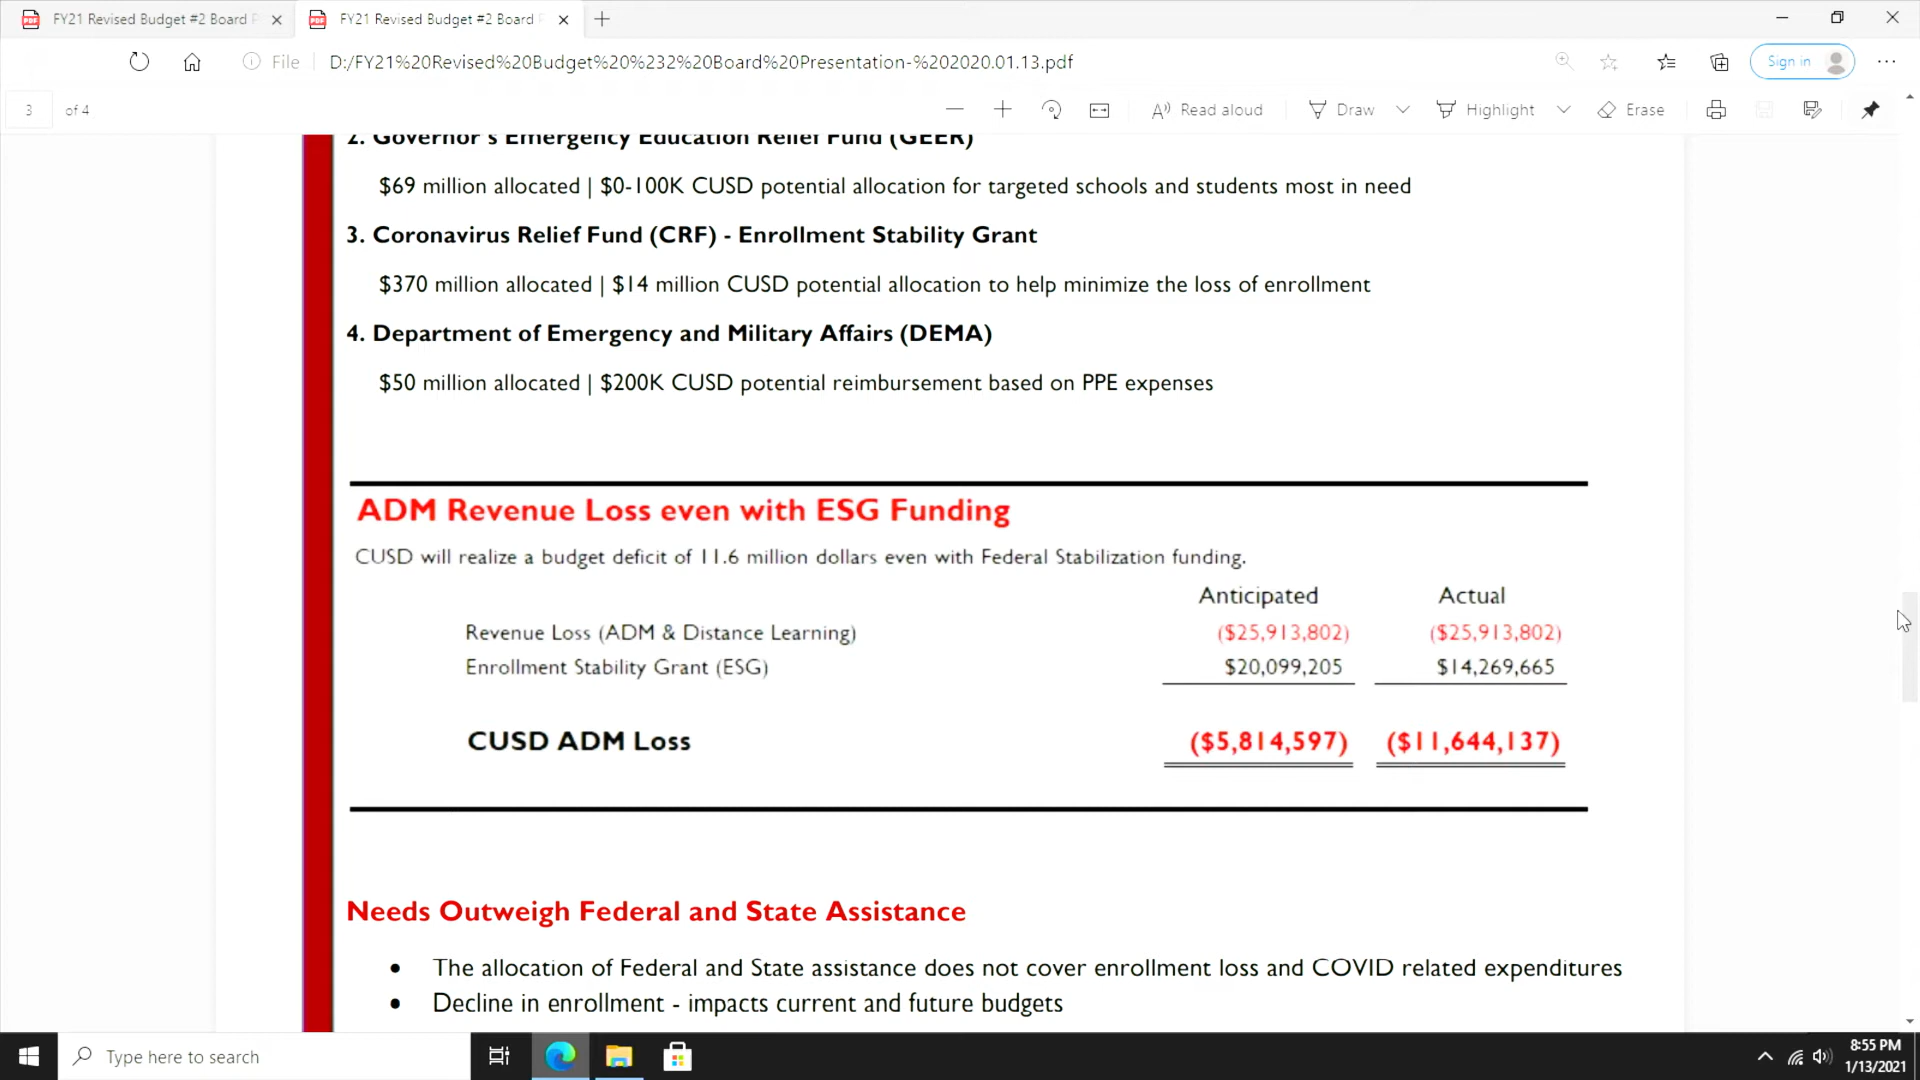 FY21 Revised Budget #2 Board P
FY21 Revised Budget #2 Board P
File
D:/FY21%20Revised%20Budget%20%232%20Board%20Presentation-%202020.01.13.pdf
Sign in
3 of 4
Read aloud
Draw
Highlight
Erase
2. Governor's Emergency Education Relief Fund (GEER)
$69 million allocated | $0-100K CUSD potential allocation for targeted schools and students most in need
3. Coronavirus Relief Fund (CRF) - Enrollment Stability Grant
$370 million allocated | $14 million CUSD potential allocation to help minimize the loss of enrollment
4. Department of Emergency and Military Affairs (DEMA)
$50 million allocated | $200K CUSD potential reimbursement based on PPE expenses
ADM Revenue Loss even with ESG Funding
CUSD will realize a budget deficit of 11.6 million dollars even with Federal Stabilization funding.
Anticipated Actual
Revenue Loss (ADM & Distance Learning) ($25,913,802) ($25,913,802)
Enrollment Stability Grant (ESG) $20,099,205 $14,269,665
CUSD ADM Loss ($5,814,597) ($11,644,137)
Needs Outweigh Federal and State Assistance
• The allocation of Federal and State assistance does not cover enrollment loss and COVID related expenditures
• Decline in enrollment - impacts current and future budgets
Type here to search
8:55 PM
1/13/2021